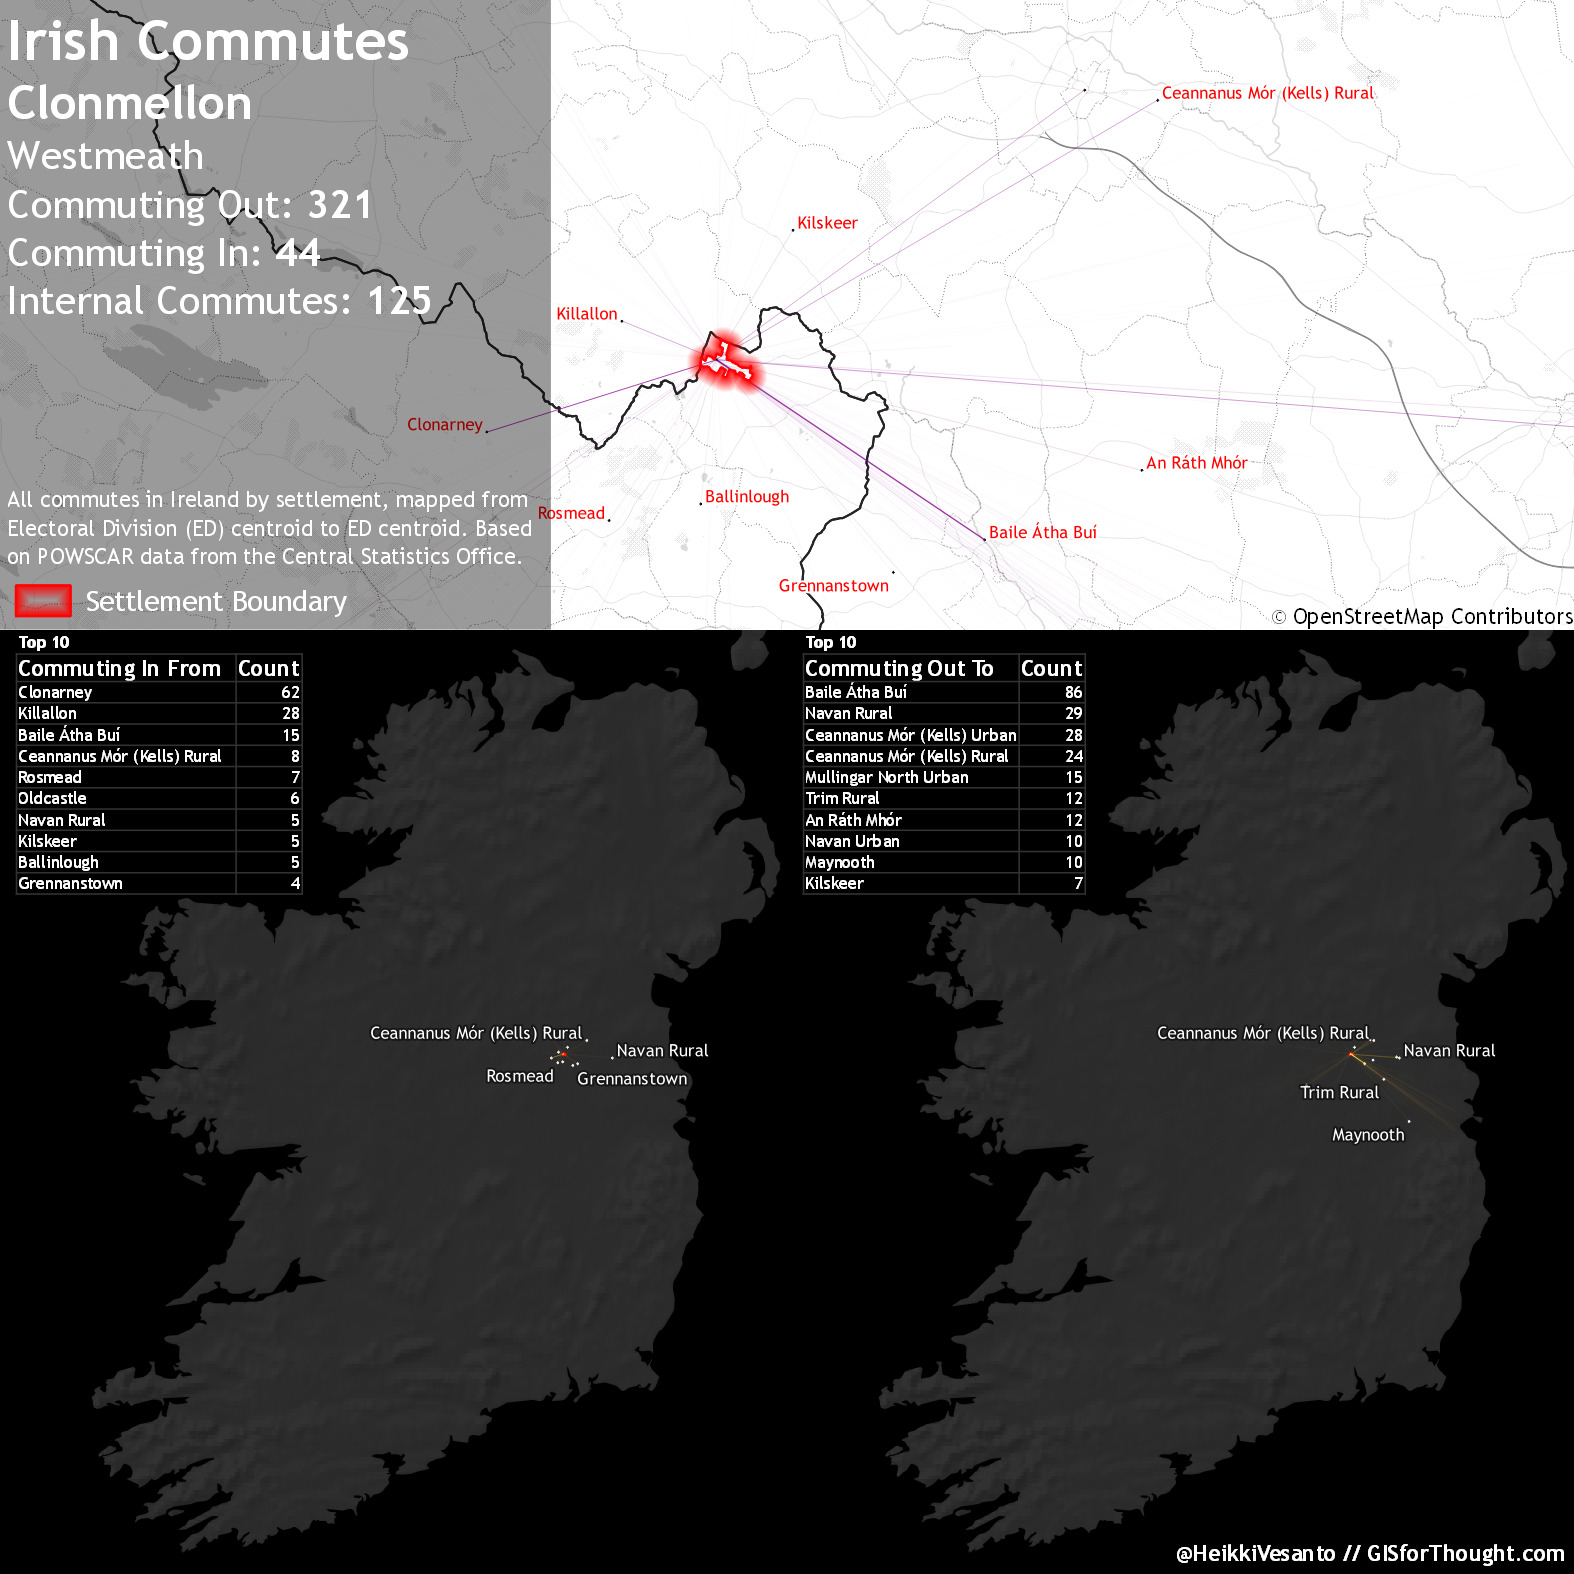 Irish Commutes
Clonmellon
Westmeath
Commuting Out: 321
Commuting In: 44
Internal Commutes: 125
All commutes in Ireland by settlement, mapped from
Electoral Division (ED) centroid to ED centroid. Based
on POWSCAR data from the Central Statistics Office.
Settlement Boundary
Ceannanus Mór (Kells) Rural
Kilskeer
Killallon
Clonarney
An Ráth Mhór
Ballinlough
Rosmead
Baile Átha Buí
Grennanstown
© OpenStreetMap Contributors
Top 10
Commuting In From Count
Clonarney 62
Killallon 28
Baile Átha Buí 15
Ceannanus Mór (Kells) Rural 8
Rosmead 7
Oldcastle 6
Navan Rural 5
Kilskeer 5
Ballinlough 5
Grennanstown 4
Ceannanus Mór (Kells) Rural
Navan Rural
Rosmead
Grennanstown
Top 10
Commuting Out To Count
Baile Átha Buí 86
Navan Rural 29
Ceannanus Mór (Kells) Urban 28
Ceannanus Mór (Kells) Rural 24
Mullingar North Urban 15
Trim Rural 12
An Ráth Mhór 12
Navan Urban 10
Maynooth 10
Kilskeer 7
Ceannanus Mór (Kells) Rural
Navan Rural
Trim Rural
Maynooth
@HeikkiVesanto // GISforThought.com